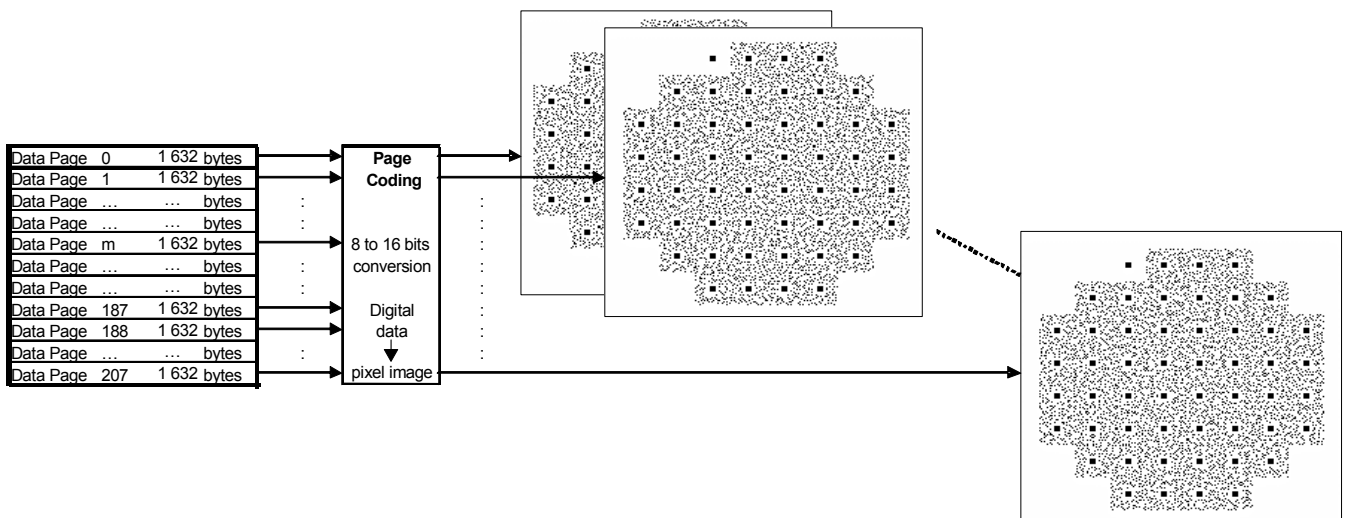 Data Page 0 1 632 bytes
Data Page 1 1 632 bytes
Data Page ... ... bytes
Data Page ... ... bytes
Data Page m 1 632 bytes
Data Page ... ... bytes
Data Page ... ... bytes
Data Page 187 1 632 bytes
Data Page 188 1 632 bytes
Data Page ... ... bytes
Data Page 207 1 632 bytes
Page
Coding
8 to 16 bits
conversion
Digital
data
pixel image